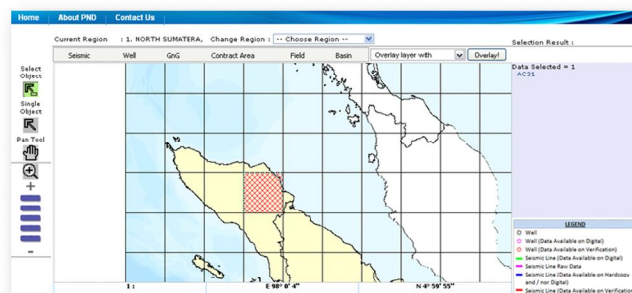 Home About PND Contact Us
Current Region : 1. NORTH SUMATERA, Change Region : -- Choose Region --
Selection Result :
Seismic Well GnG Contract Area Field Basin Overlay layer with Overlay!
Data Selected = 1
AC31
Select
Object
Single
Object
Pan Tool
+
-
LEGEND
Well
Well (Data Available on Digital)
Well (Data Available on Verification)
Seismic Line (Data Available on Digital)
Seismic Line Raw Data
Seismic Line (Data Available on Hardcopy
and / nor Digital)
Seismic Line (Data Available on Verification
1 : E 98° 0' 4" N 4° 59' 55"